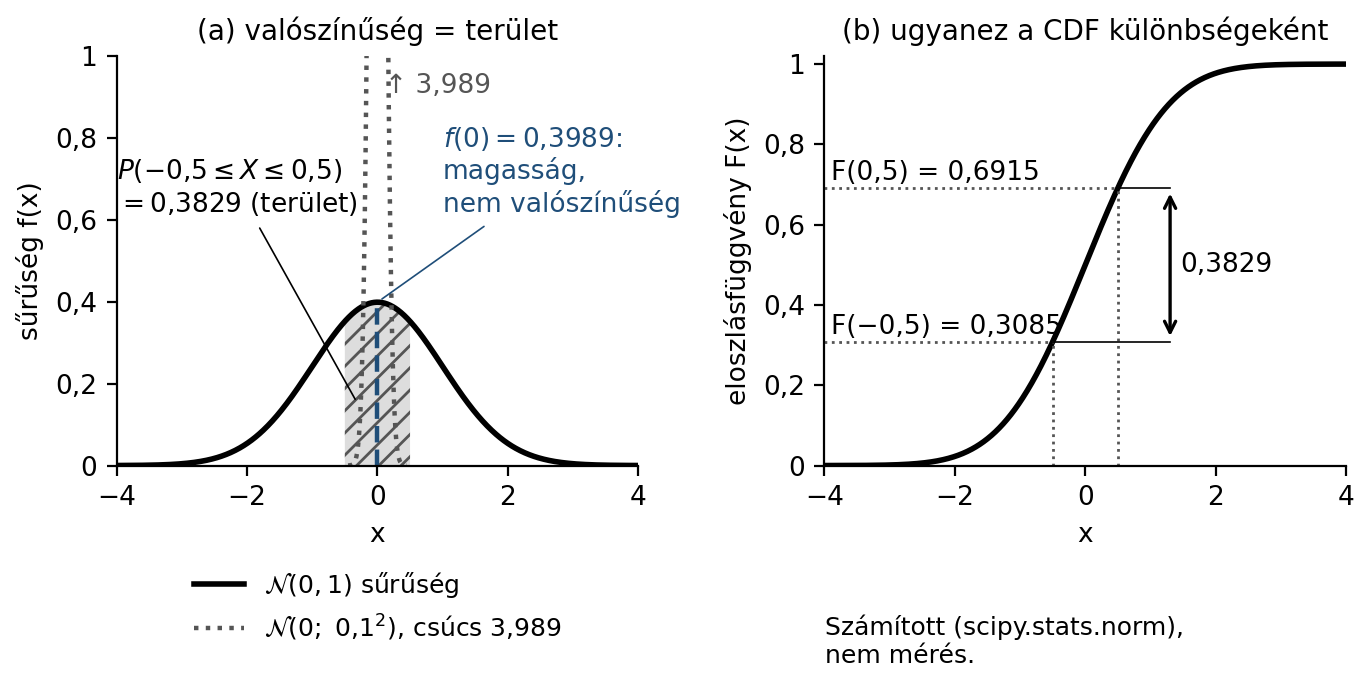 (a) valószínűség = terület
sűrűség f(x)
1
0,8
0,6
0,4
0,2
0
−4
−2
0
2
4
x
↑ 3,989
P(−0,5 ≤ X ≤ 0,5)
= 0,3829 (terület)
f(0) = 0,3989:
magasság,
nem valószínűség
𝒩(0, 1) sűrűség
𝒩(0; 0,1²), csúcs 3,989
(b) ugyanez a CDF különbségeként
eloszlásfüggvény F(x)
1
0,8
0,6
0,4
0,2
0
−4
−2
0
2
4
x
F(0,5) = 0,6915
F(−0,5) = 0,3085
0,3829
Számított (scipy.stats.norm),
nem mérés.